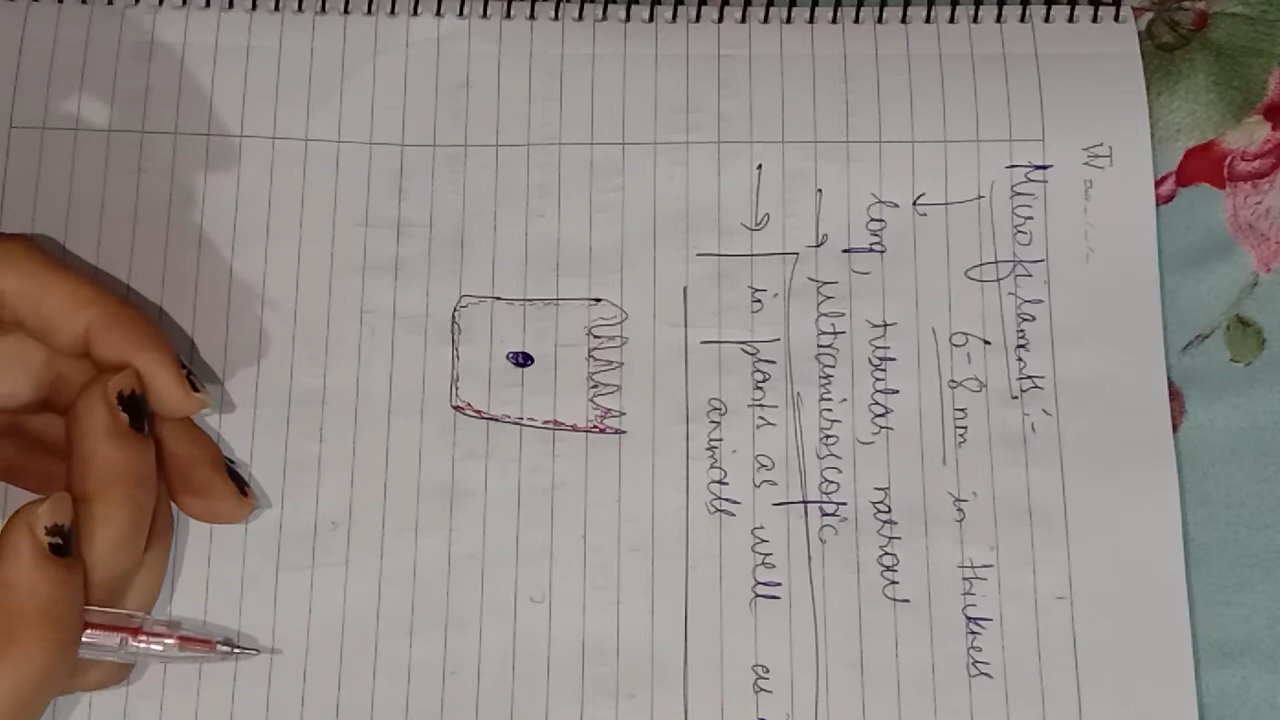 Microfilaments :-
6-8 nm in thickness
long, tubular, narrow
→ ultramicroscopic
→ in plants as well as
animals